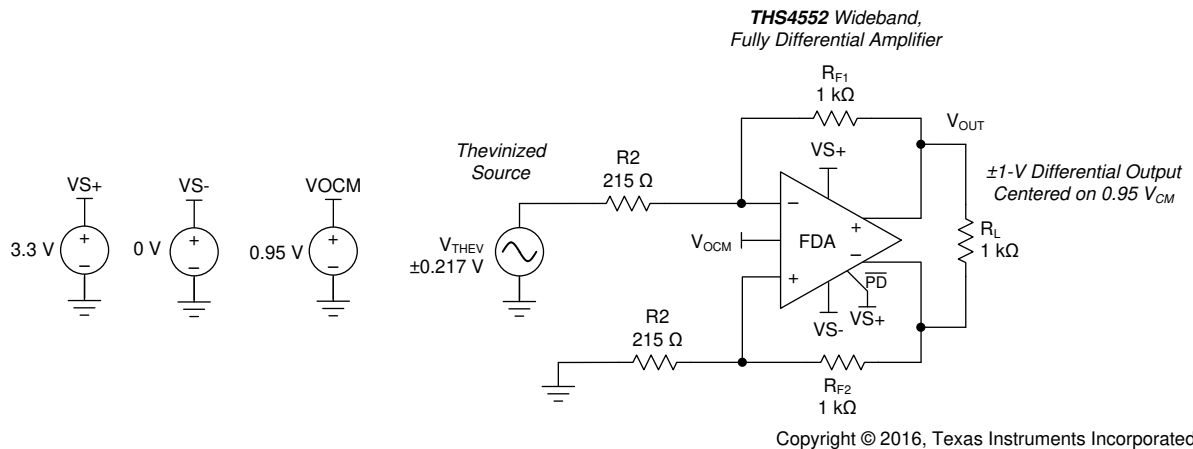 THS4552 Wideband,
Fully Differential Amplifier
RF1
1 kΩ
VOUT
Thevinized
Source
R2
215 Ω
VS+
±1-V Differential Output
Centered on 0.95 VCM
VS+
VS-
VOCM
3.3 V
+
−
0 V
+
−
0.95 V
+
−
VTHEV
±0.217 V
−
VOCM
FDA
+
−
+
PD
VS-
VS+
RL
1 kΩ
R2
215 Ω
RF2
1 kΩ
Copyright © 2016, Texas Instruments Incorporated